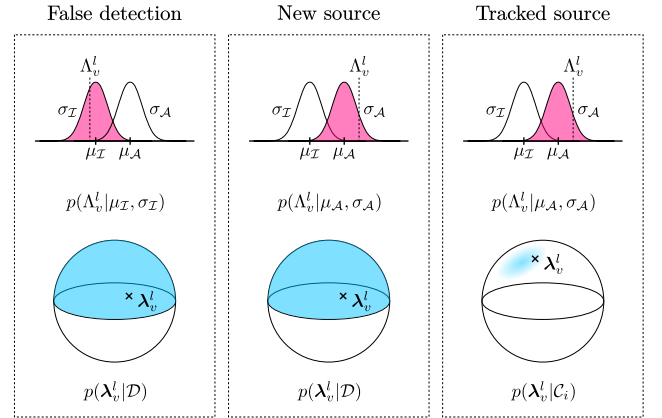 False detection
Λ_v^l
σ_ℐ
σ_𝒜
μ_ℐ
μ_𝒜
p(Λ_v^l|μ_ℐ, σ_ℐ)
λ_v^l
p(λ_v^l|𝒟)
New source
Λ_v^l
σ_ℐ
σ_𝒜
μ_ℐ
μ_𝒜
p(Λ_v^l|μ_𝒜, σ_𝒜)
λ_v^l
p(λ_v^l|𝒟)
Tracked source
Λ_v^l
σ_ℐ
σ_𝒜
μ_ℐ
μ_𝒜
p(Λ_v^l|μ_𝒜, σ_𝒜)
λ_v^l
p(λ_v^l|𝒞_i)